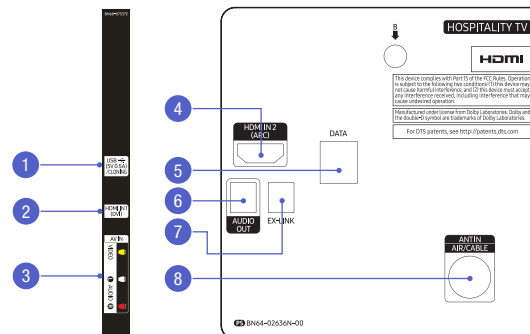 BN68-07537E
1
USB
(5V 0.5A)
/CLONING
2
HDMI IN 1
(DVI)
3
AV IN
VIDEO
AUDIO
4
HDMI IN 2
(ARC)
5
DATA
6
AUDIO
OUT
7
EX-LINK
8
ANT IN
AIR/CABLE
B
HOSPITALITY TV
HDMI
This device complies with Part 15 of the FCC Rules. Operation
is subject to the following two conditions: (1) this device may
not cause harmful interference, and (2) this device must accept
any interference received, including interference that may
cause undesired operation.
Manufactured under license from Dolby Laboratories. Dolby and
the double-D symbol are trademarks of Dolby Laboratories.
For DTS patents, see http://patents.dts.com
PS BN64-02636N-00